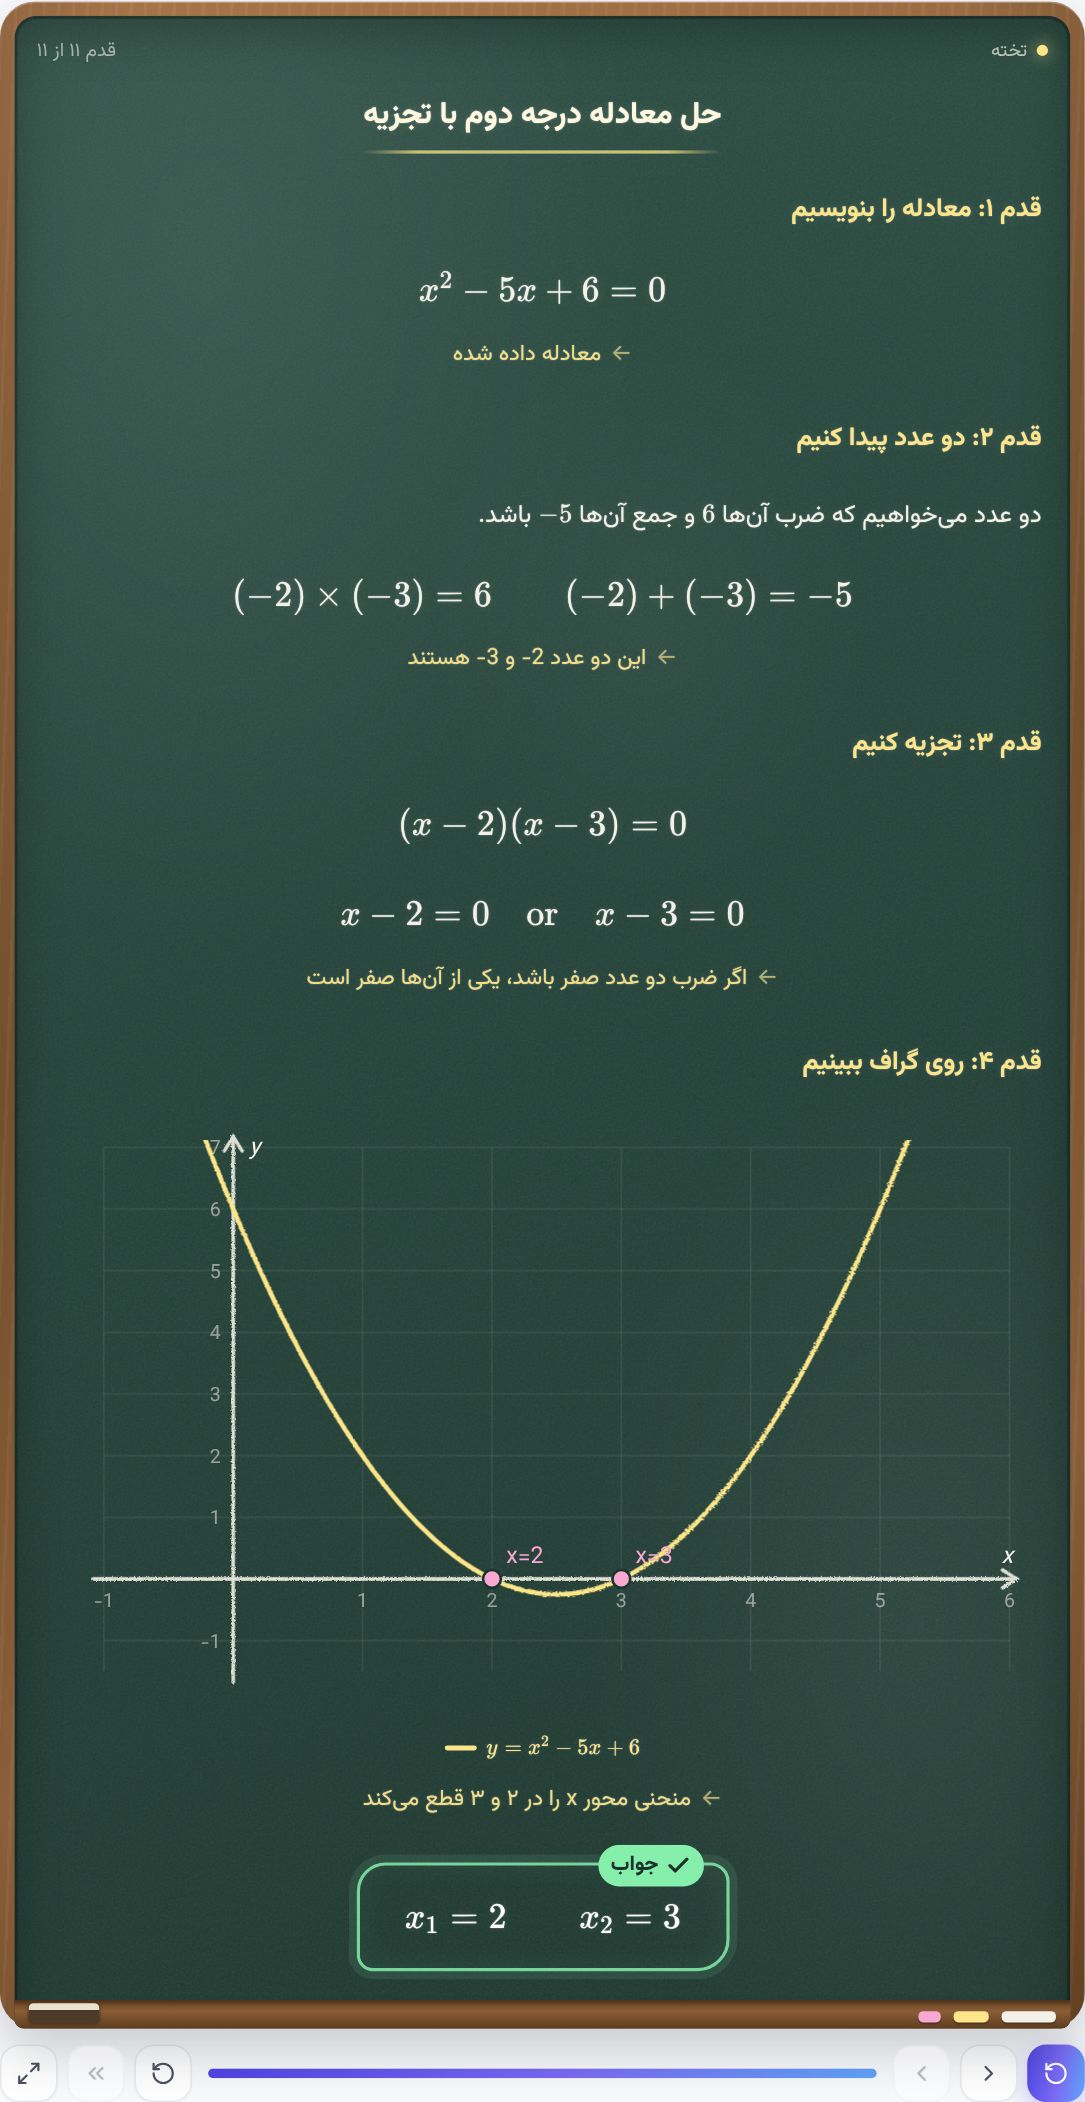 تخته
قدم ۱۱ از ۱۱
حل معادله درجه دوم با تجزیه
قدم ۱: معادله را بنویسیم
x² − 5x + 6 = 0
← معادله داده شده
قدم ۲: دو عدد پیدا کنیم
دو عدد می‌خواهیم که ضرب آن‌ها 6 و جمع آن‌ها −5 باشد.
(−2) × (−3) = 6  (−2) + (−3) = −5
← این دو عدد -2 و -3 هستند
قدم ۳: تجزیه کنیم
(x − 2)(x − 3) = 0
x − 2 = 0 or x − 3 = 0
← اگر ضرب دو عدد صفر باشد، یکی از آن‌ها صفر است
قدم ۴: روی گراف ببینیم
7 y
6
5
4
3
2
1
x=2 x=3 x
-1 1 2 3 4 5 6
-1
y = x² − 5x + 6
← منحنی محور x را در ۲ و ۳ قطع می‌کند
جواب
x₁ = 2  x₂ = 3